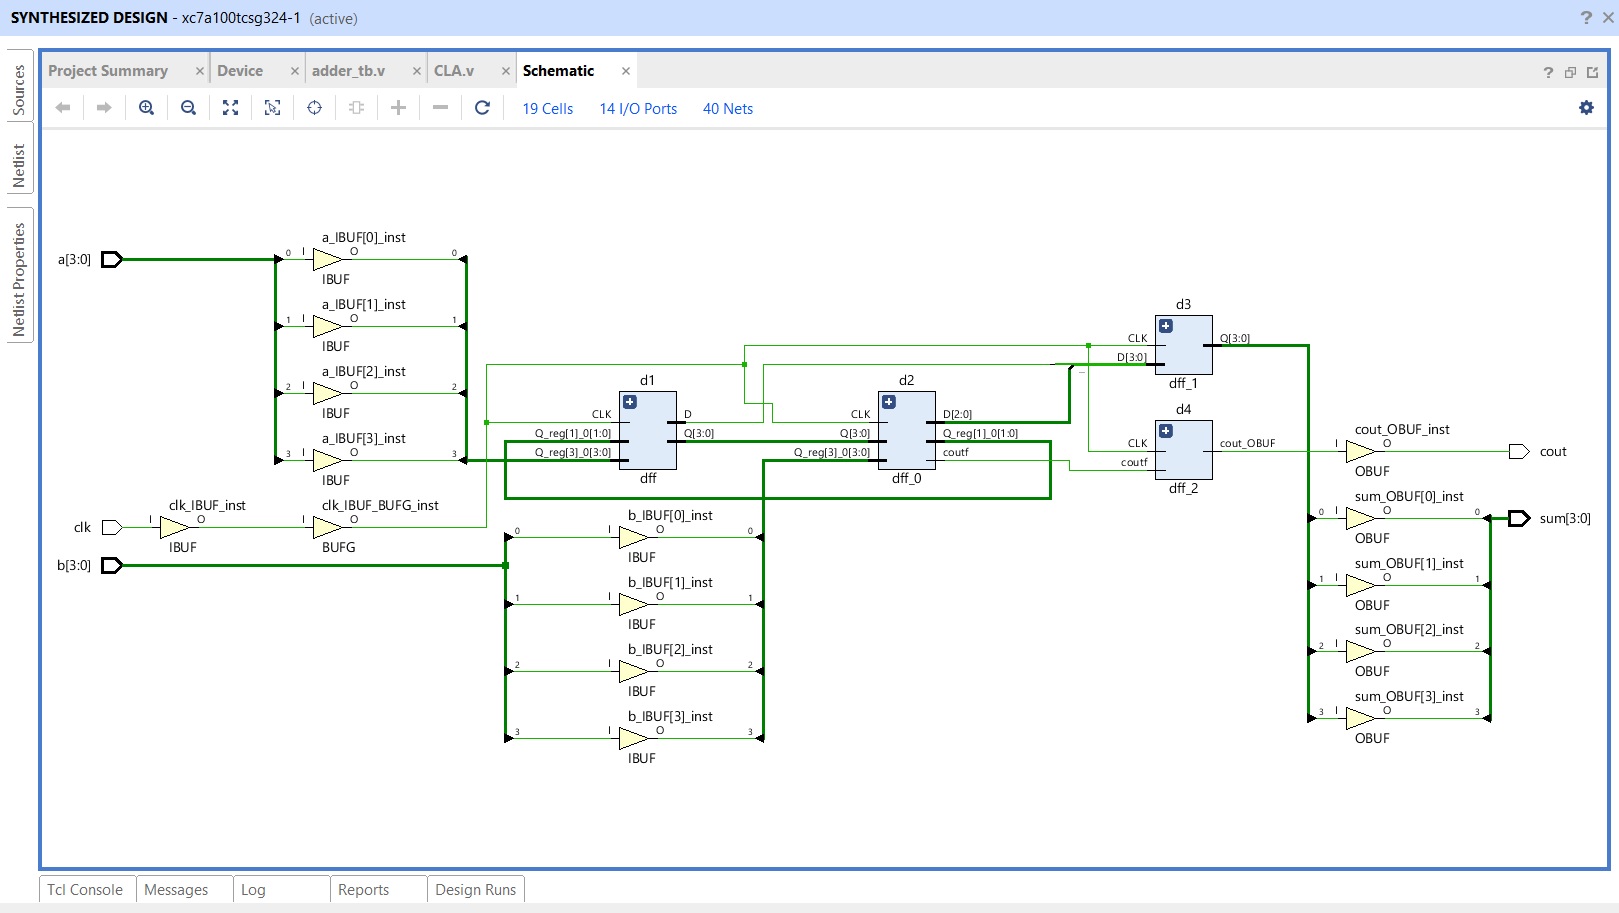 SYNTHESIZED DESIGN - xc7a100tcsg324-1 (active)
? ×
Sources
Netlist
Netlist Properties
Project Summary × Device × adder_tb.v × CLA.v × Schematic ×
?
19 Cells 14 I/O Ports 40 Nets
a[3:0]
a_IBUF[0]_inst
0 I O 0
IBUF
a_IBUF[1]_inst
1 I O 1
IBUF
a_IBUF[2]_inst
2 I O 2
IBUF
a_IBUF[3]_inst
3 I O 3
IBUF
clk
clk_IBUF_inst
I O
IBUF
clk_IBUF_BUFG_inst
I O
BUFG
b[3:0]
b_IBUF[0]_inst
0 I O 0
IBUF
b_IBUF[1]_inst
1 I O 1
IBUF
b_IBUF[2]_inst
2 I O 2
IBUF
b_IBUF[3]_inst
3 I O 3
IBUF
d1
CLK D
Q_reg[1]_0[1:0] Q[3:0]
Q_reg[3]_0[3:0]
dff
d2
CLK D[2:0]
Q[3:0] Q_reg[1]_0[1:0]
Q_reg[3]_0[3:0] coutf
dff_0
d3
CLK Q[3:0]
D[3:0]
dff_1
d4
CLK cout_OBUF
coutf
dff_2
cout_OBUF_inst
I O
OBUF
cout
sum_OBUF[0]_inst
0 I O 0
OBUF
sum[3:0]
sum_OBUF[1]_inst
1 I O 1
OBUF
sum_OBUF[2]_inst
2 I O 2
OBUF
sum_OBUF[3]_inst
3 I O 3
OBUF
Tcl Console Messages Log Reports Design Runs